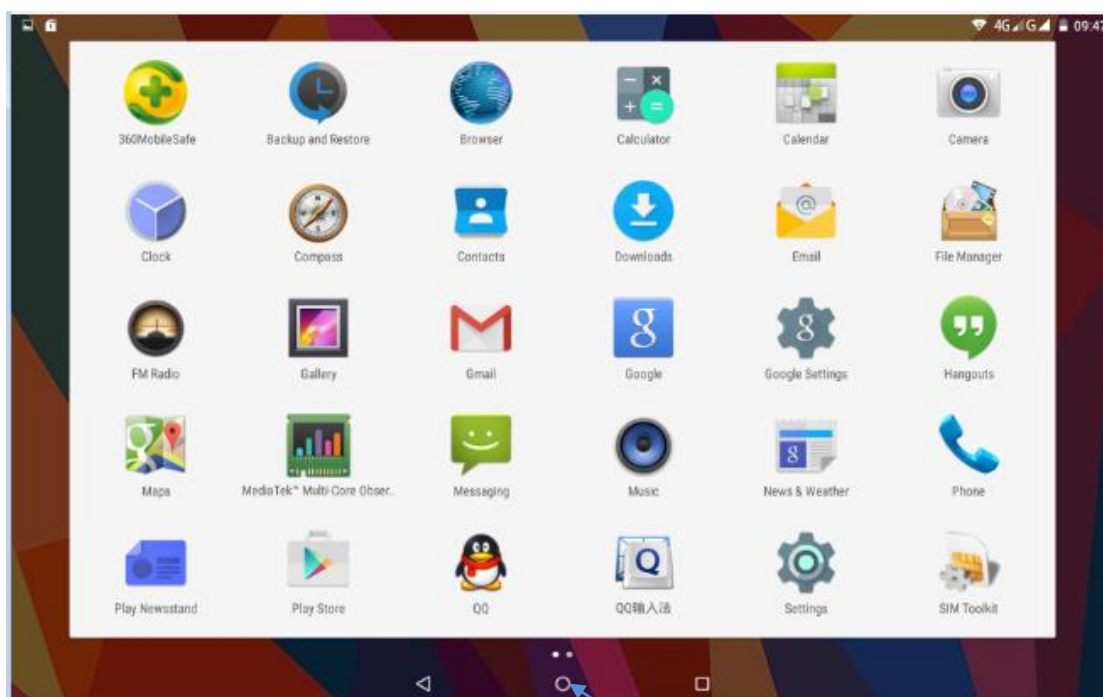 4G G 09:47
360MobileSafe Backup and Restore Browser Calculator Calendar Camera
Clock Compass Contacts Downloads Email File Manager
FM Radio Gallery Gmail Google Google Settings Hangouts
Maps MediaTek™ Multi-Core Obser.. Messaging Music News & Weather Phone
Play Newsstand Play Store QQ QQ输入法 Settings SIM Toolkit